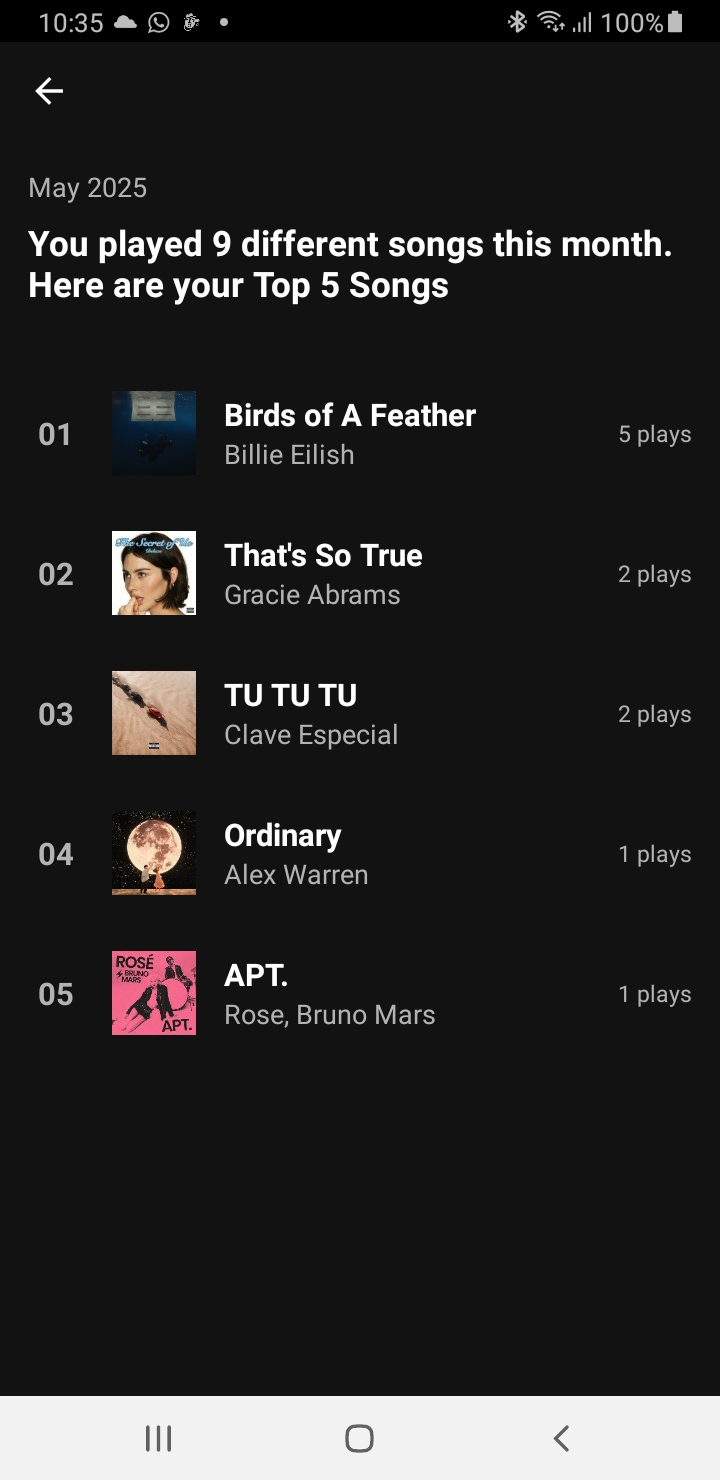 10:35
100%
May 2025
You played 9 different songs this month.
Here are your Top 5 Songs
01
Birds of A Feather
Billie Eilish
5 plays
02
The Secret of Us
Deluxe
That's So True
Gracie Abrams
2 plays
03
TU TU TU
Clave Especial
2 plays
04
Ordinary
Alex Warren
1 plays
05
ROSÉ
BRUNO
MARS
APT.
APT.
Rose, Bruno Mars
1 plays